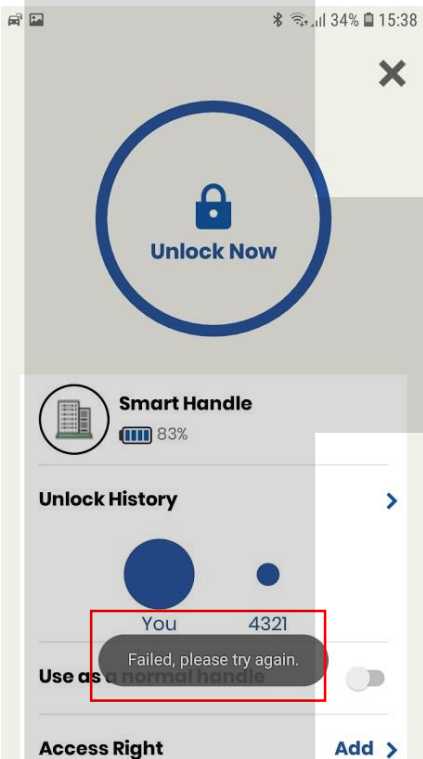 34% 15:38
Unlock Now
Smart Handle
83%
Unlock History
You 4321
Failed, please try again.
Use as a normal handle
Access Right Add